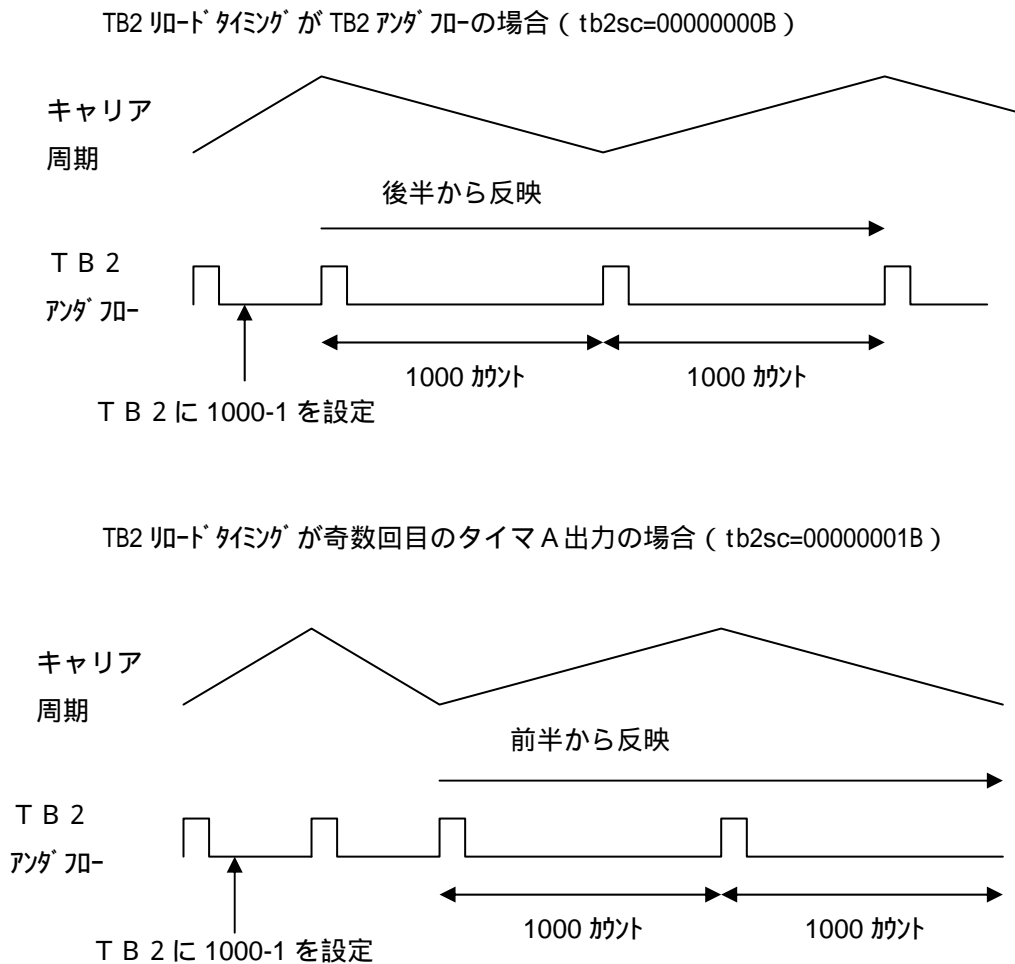 TB2 ﾘﾛｰﾄﾞﾀｲﾐﾝｸﾞが TB2 ｱﾝﾀﾞﾌﾛｰの場合（tb2sc=00000000B）
キャリア
周期
後半から反映
ＴＢ２
ｱﾝﾀﾞﾌﾛｰ
1000 ｶｳﾝﾄ
1000 ｶｳﾝﾄ
ＴＢ２に 1000-1 を設定
TB2 ﾘﾛｰﾄﾞﾀｲﾐﾝｸﾞが奇数回目のタイマＡ出力の場合（tb2sc=00000001B）
キャリア
周期
前半から反映
ＴＢ２
ｱﾝﾀﾞﾌﾛｰ
1000 ｶｳﾝﾄ
1000 ｶｳﾝﾄ
ＴＢ２に 1000-1 を設定